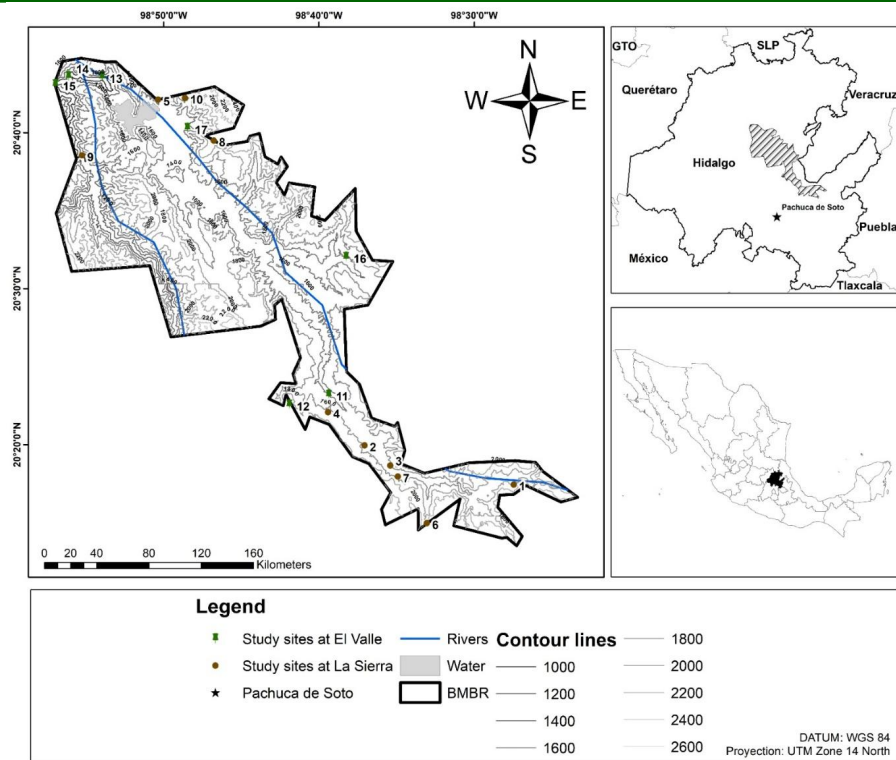 98°50'0"W 98°40'0"W 98°30'0"W
20°40'0"N
20°30'0"N
20°20'0"N
N
W E
S
14
13
15
5
10
17
8
9
16
11
12
4
2
3
7
1
6
0 20 40 80 120 160
Kilometers
GTO
SLP
Querétaro
Veracruz
Hidalgo
Pachuca de Soto
Puebla
México
Tlaxcala
Legend
Study sites at El Valle
Study sites at La Sierra
Pachuca de Soto
Rivers
Water
BMBR
Contour lines
1000
1200
1400
1600
1800
2000
2200
2400
2600
DATUM: WGS 84
Proyection: UTM Zone 14 North